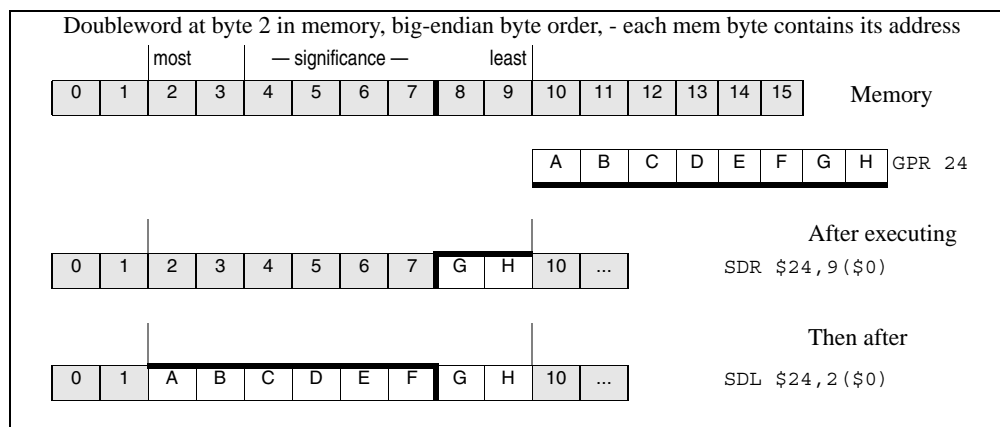 Doubleword at byte 2 in memory, big-endian byte order, - each mem byte contains its address
most — significance — least
0 1 2 3 4 5 6 7 8 9 10 11 12 13 14 15 Memory
A B C D E F G H GPR 24
After executing
0 1 2 3 4 5 6 7 G H 10 ... SDR $24,9($0)
Then after
0 1 A B C D E F G H 10 ... SDL $24,2($0)